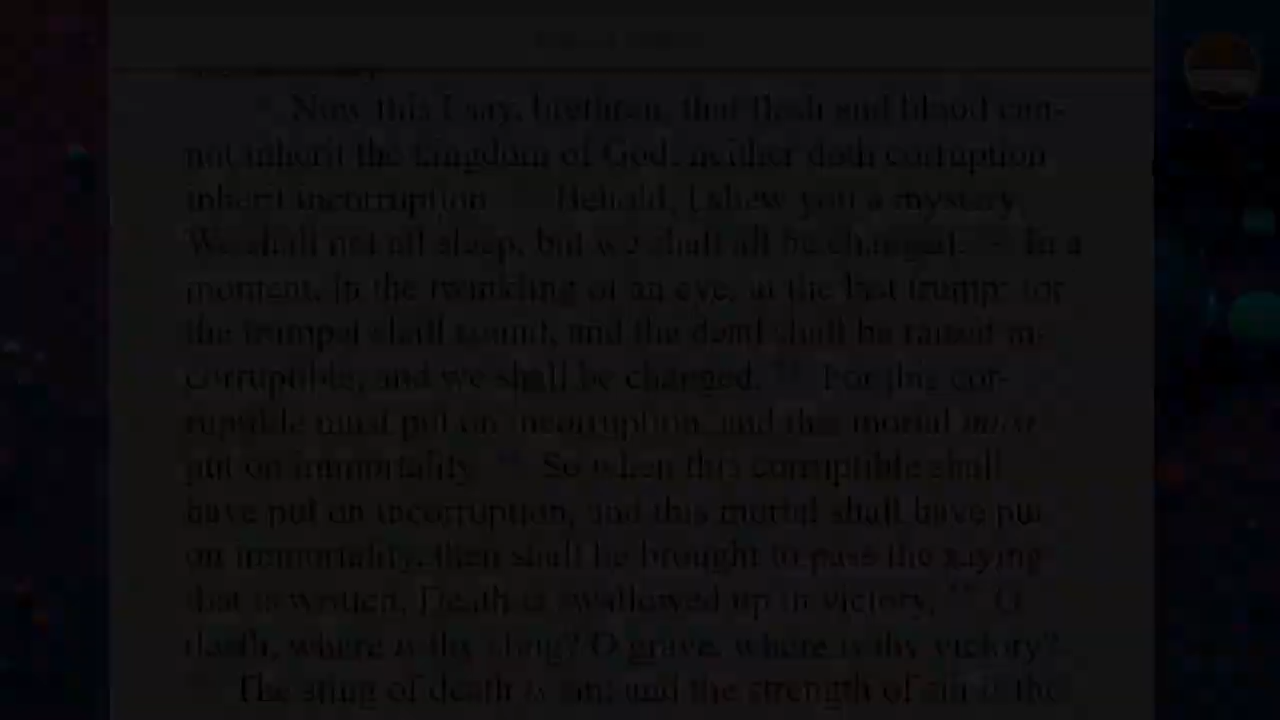 Now this I say, brethren, that flesh and blood can-
not inherit the kingdom of God; neither doth corruption
inherit incorruption. Behold, I shew you a mystery;
We shall not all sleep, but we shall all be changed, In a
moment, in the twinkling of an eye, at the last trump: for
the trumpet shall sound, and the dead shall be raised in-
corruptible, and we shall be changed. For this cor-
ruptible must put on incorruption, and this mortal must
put on immortality. So when this corruptible shall
have put on incorruption, and this mortal shall have put
on immortality, then shall be brought to pass the saying
that is written, Death is swallowed up in victory. O
death, where is thy sting? O grave, where is thy victory?
The sting of death is sin; and the strength of sin is the